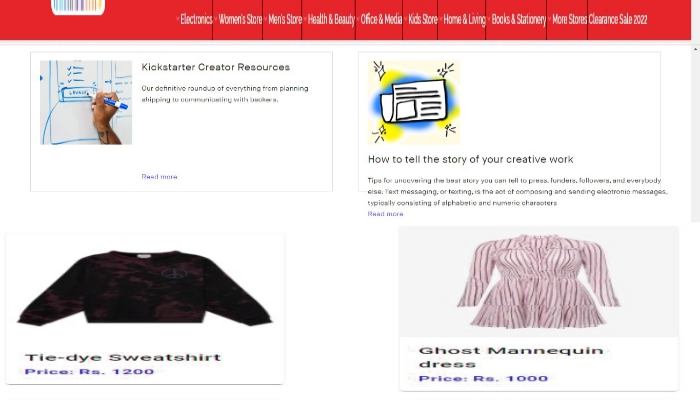 Electronics Women's Store Men's Store Health & Beauty Office & Media Kids Store Home & Living Books & Stationery More Stores Clearance Sale 2022
Kickstarter Creator Resources
Our definitive roundup of everything from planning
shipping to communicating with backers.
Read more
How to tell the story of your creative work
Tips for uncovering the best story you can tell to press, funders, followers, and everybody
else. Text messaging, or texting, is the act of composing and sending electronic messages,
typically consisting of alphabetic and numeric characters
Read more
Tie-dye Sweatshirt
Price: Rs. 1200
Ghost Mannequin
dress
Price: Rs. 1000